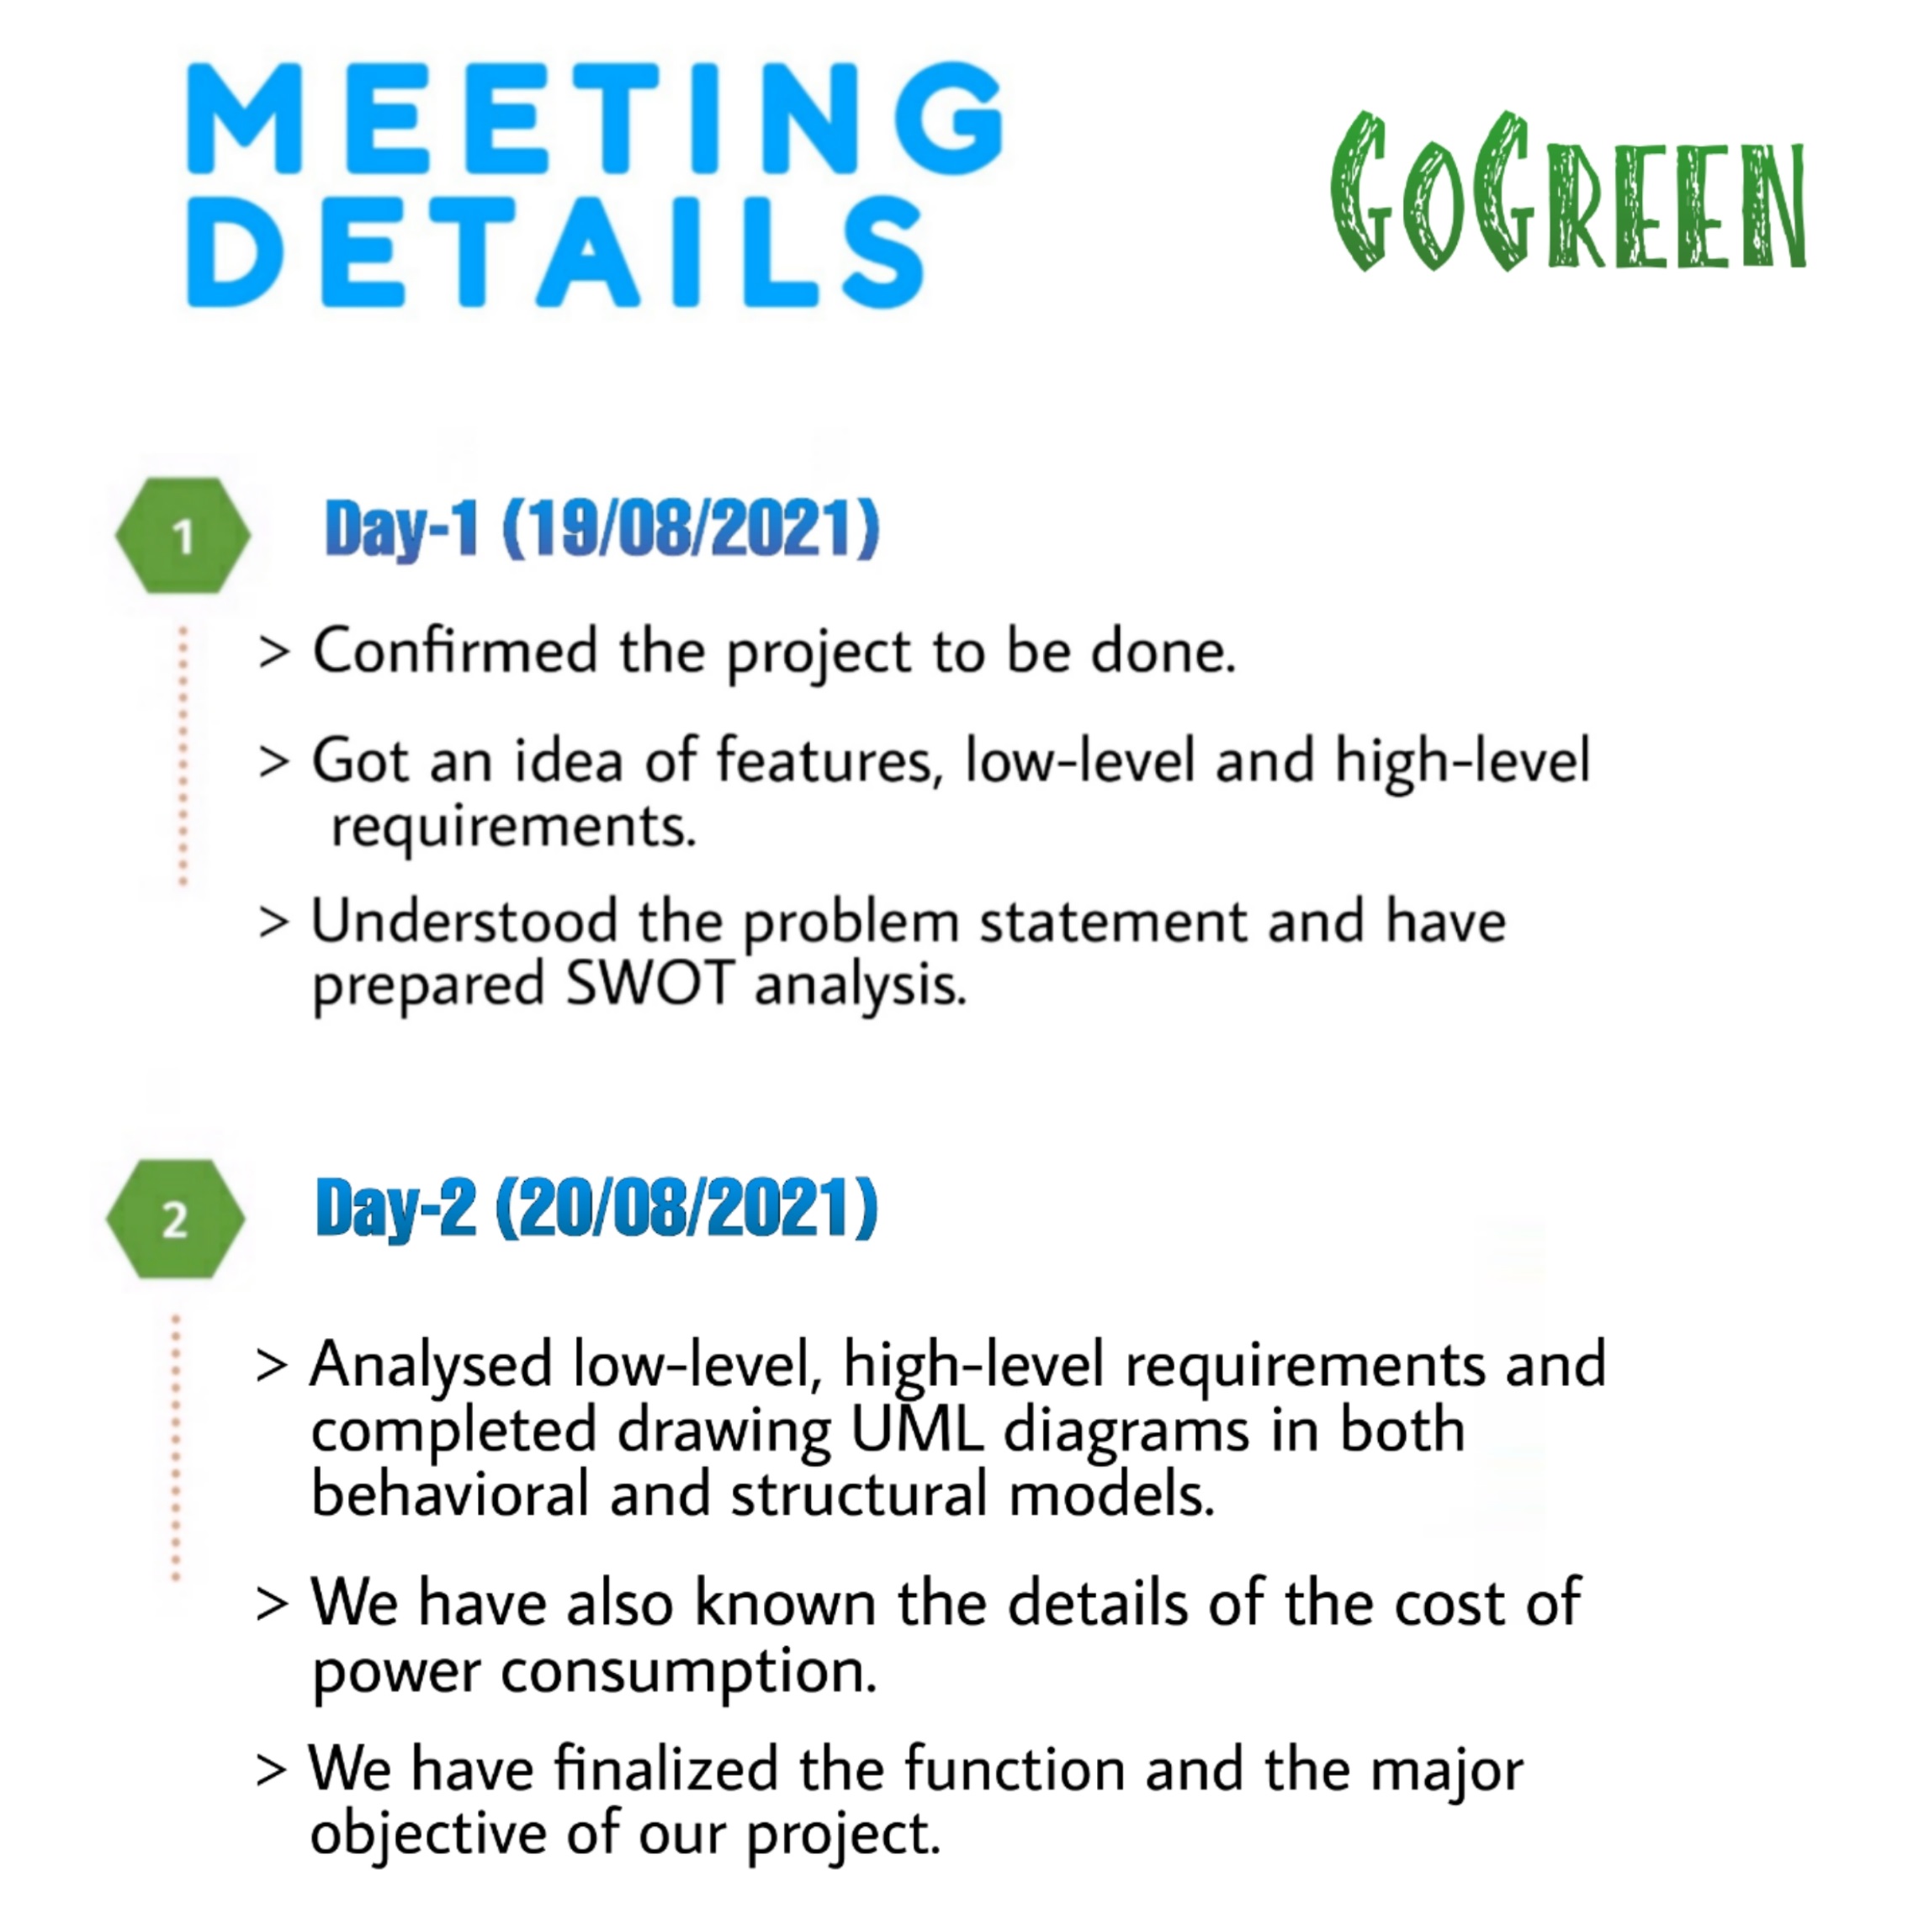 MEETING
DETAILS
GOGREEN
1
Day-1 (19/08/2021)
> Confirmed the project to be done.
> Got an idea of features, low-level and high-level
requirements.
> Understood the problem statement and have
prepared SWOT analysis.
2
Day-2 (20/08/2021)
> Analysed low-level, high-level requirements and
completed drawing UML diagrams in both
behavioral and structural models.
> We have also known the details of the cost of
power consumption.
> We have finalized the function and the major
objective of our project.